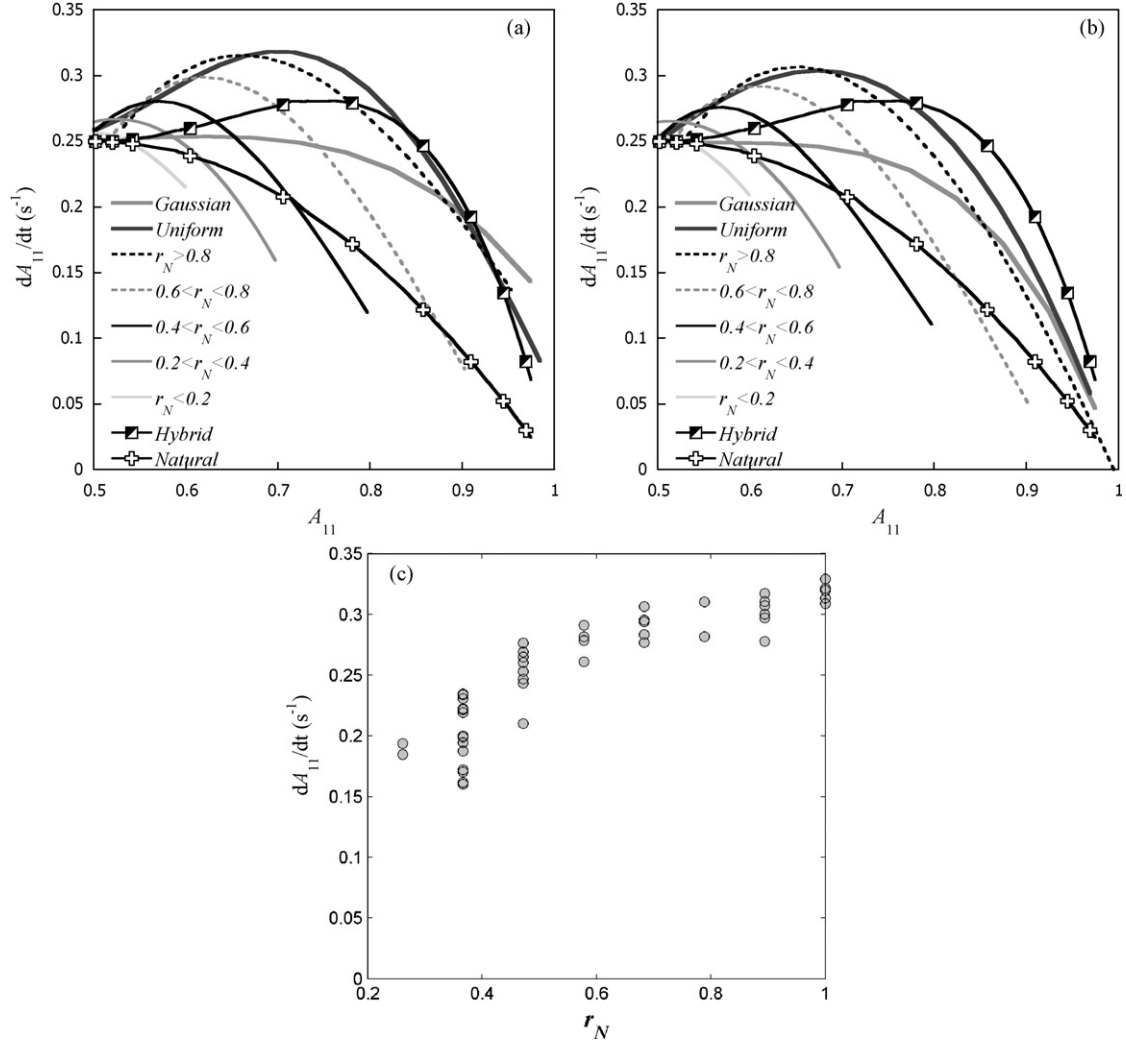 (a)
0.35
0.3
0.25
0.2
0.15
0.1
0.05
0
dA11/dt (s-1)
Gaussian
Uniform
rN>0.8
0.6<rN<0.8
0.4<rN<0.6
0.2<rN<0.4
rN<0.2
Hybrid
Natural
0.5 0.6 0.7 0.8 0.9 1
A11
(b)
0.35
0.3
0.25
0.2
0.15
0.1
0.05
0
dA11/dt (s-1)
Gaussian
Uniform
rN>0.8
0.6<rN<0.8
0.4<rN<0.6
0.2<rN<0.4
rN<0.2
Hybrid
Natural
0.5 0.6 0.7 0.8 0.9 1
A11
(c)
0.35
0.3
0.25
0.2
0.15
0.1
0.05
0
dA11/dt (s-1)
0.2 0.4 0.6 0.8 1
rN